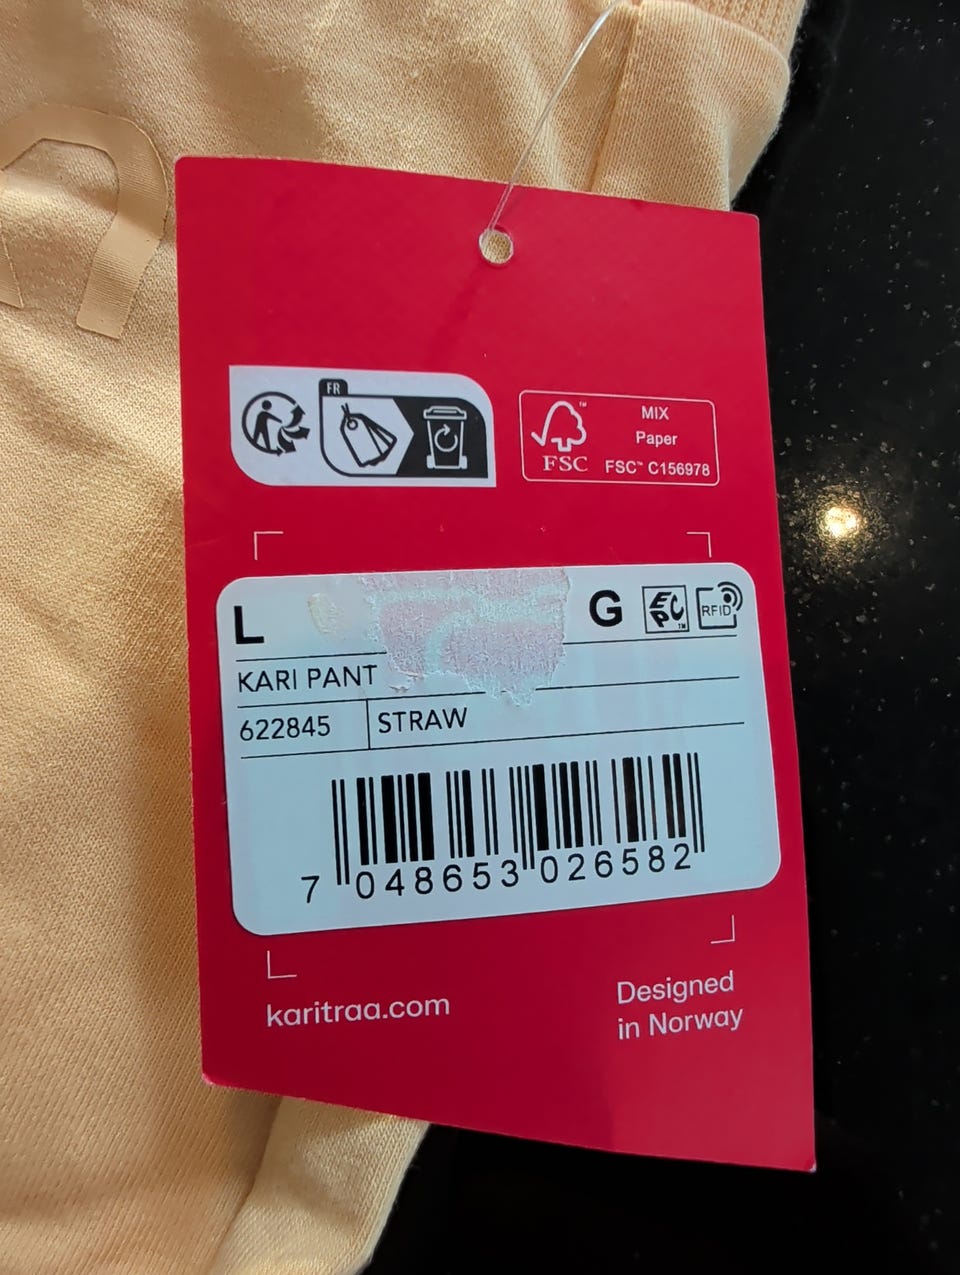 FR
MIX
Paper
FSC
FSC™ C156978
L
G
EPC™
RFID
KARI PANT
622845
STRAW
7 048653 026582
karitraa.com
Designed
in Norway